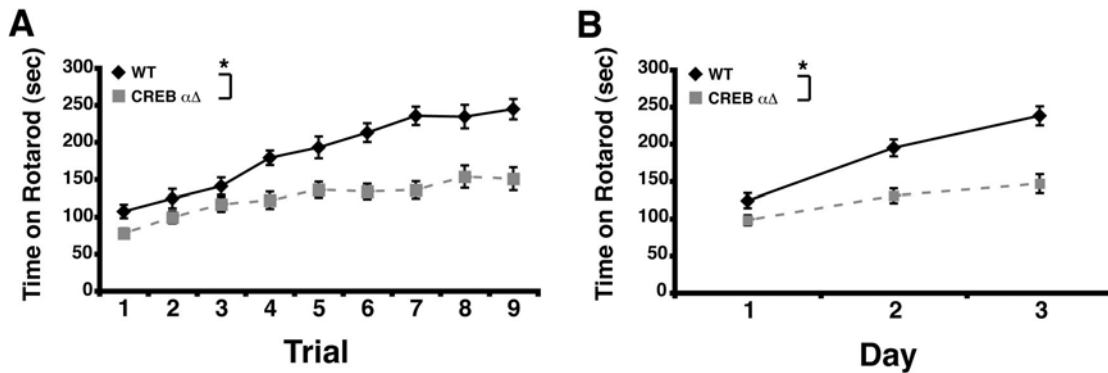 A
Time on Rotarod (sec)
300
250
200
150
100
50
0
WT
CREB αΔ
*
1 2 3 4 5 6 7 8 9
Trial
B
Time on Rotarod (sec)
300
250
200
150
100
50
0
WT
CREB αΔ
*
1 2 3
Day